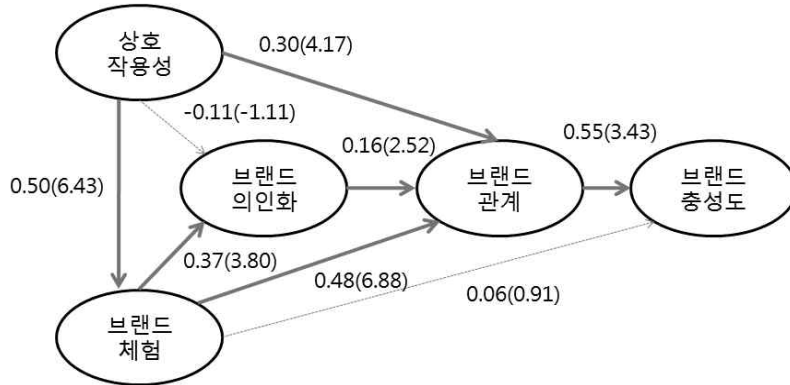 상호
작용성
0.30(4.17)
-0.11(-1.11)
0.50(6.43)
브랜드
의인화
0.16(2.52)
브랜드
관계
0.55(3.43)
브랜드
충성도
0.37(3.80)
0.48(6.88)
0.06(0.91)
브랜드
체험